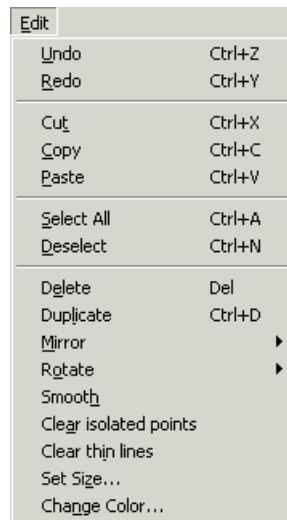 Edit
Undo Ctrl+Z
Redo Ctrl+Y
Cut Ctrl+X
Copy Ctrl+C
Paste Ctrl+V
Select All Ctrl+A
Deselect Ctrl+N
Delete Del
Duplicate Ctrl+D
Mirror
Rotate
Smooth
Clear isolated points
Clear thin lines
Set Size...
Change Color...